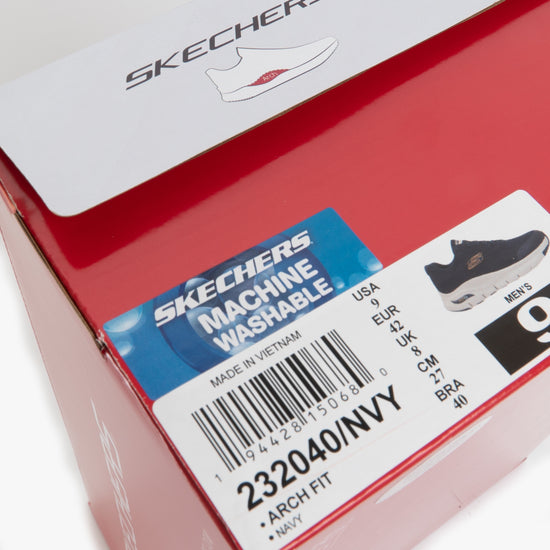 SKECHERS
Arch
SKECHERS
MACHINE
WASHABLE
MADE IN VIETNAM
USA
9
EUR
42
UK
8
CM
27
BRA
40
MEN'S
9
1 94428 15068 0
232040/NVY
• ARCH FIT
• NAVY